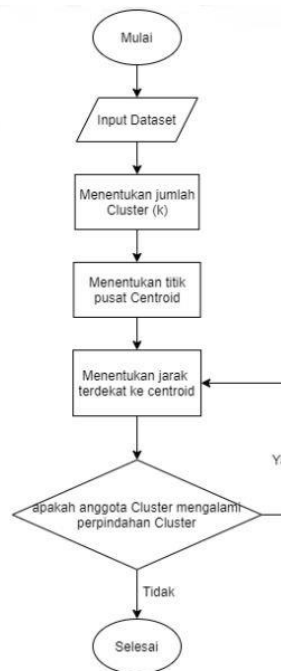 Mulai
Input Dataset
Menentukan jumlah
Cluster (k)
Menentukan titik
pusat Centroid
Menentukan jarak
terdekat ke centroid
apakah anggota Cluster mengalami
perpindahan Cluster
Tidak
Selesai